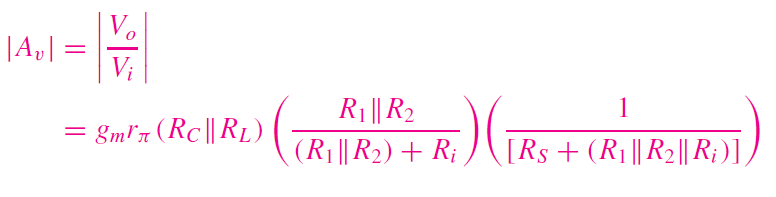 |A_v| = |V_o / V_i|
= g_m r_π (R_C ∥ R_L) ( R_1 ∥ R_2 / (R_1 ∥ R_2) + R_i ) ( 1 / [R_S + (R_1 ∥ R_2 ∥ R_i)] )